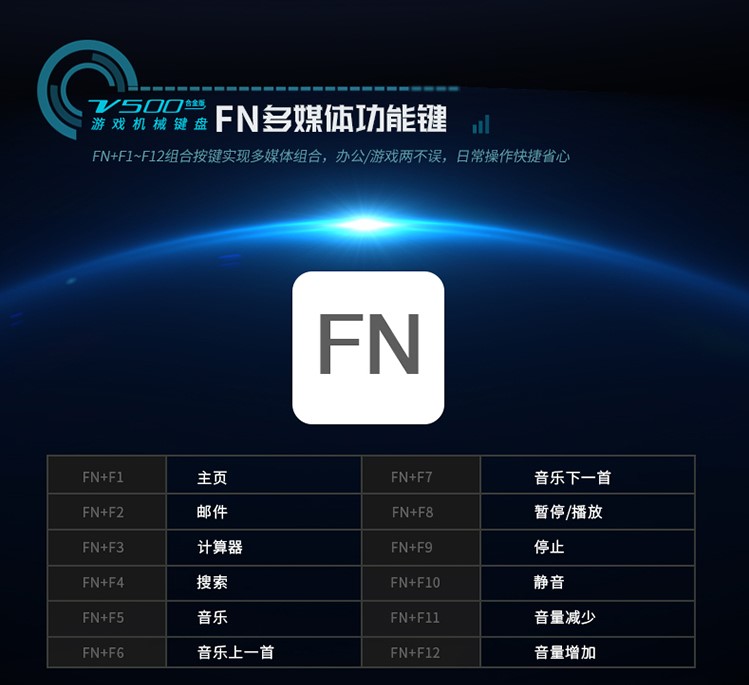 V500合金版
游戏机械键盘
FN多媒体功能键
FN+F1~F12组合按键实现多媒体组合，办公/游戏两不误，日常操作快捷省心
FN
FN+F1 主页 FN+F7 音乐下一首
FN+F2 邮件 FN+F8 暂停/播放
FN+F3 计算器 FN+F9 停止
FN+F4 搜索 FN+F10 静音
FN+F5 音乐 FN+F11 音量减少
FN+F6 音乐上一首 FN+F12 音量增加